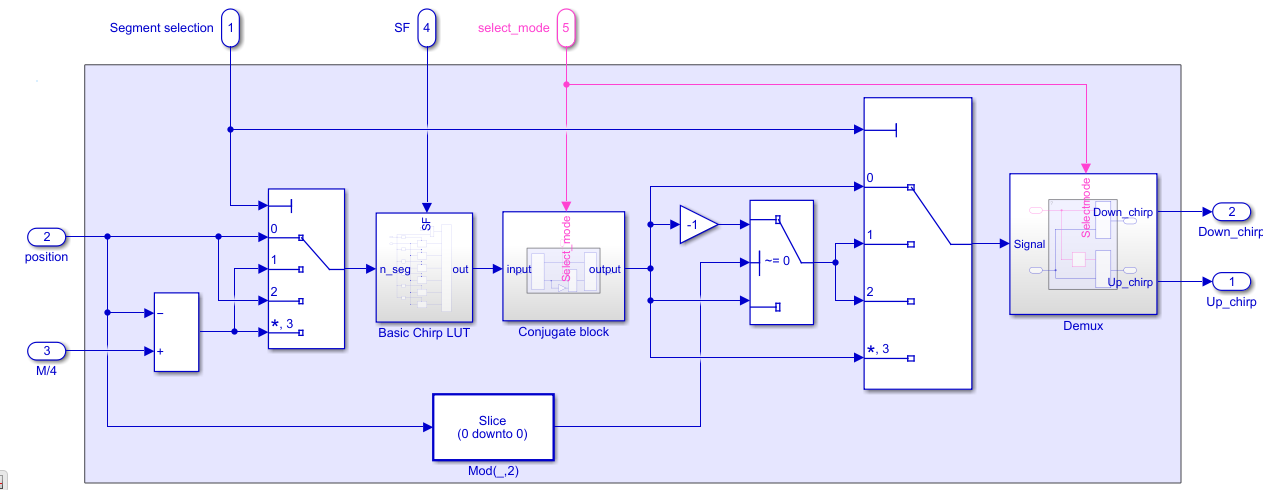 Segment selection
1
SF
4
select_mode
5
0
1
2
*, 3
2
position
3
M/4
−
+
SF
n_seg
out
Basic Chirp LUT
Select_mode
input
output
Conjugate block
-1
~= 0
Slice
(0 downto 0)
Mod(_,2)
0
1
2
*, 3
Selectmode
Signal
Down_chirp
Up_chirp
Demux
2
Down_chirp
1
Up_chirp